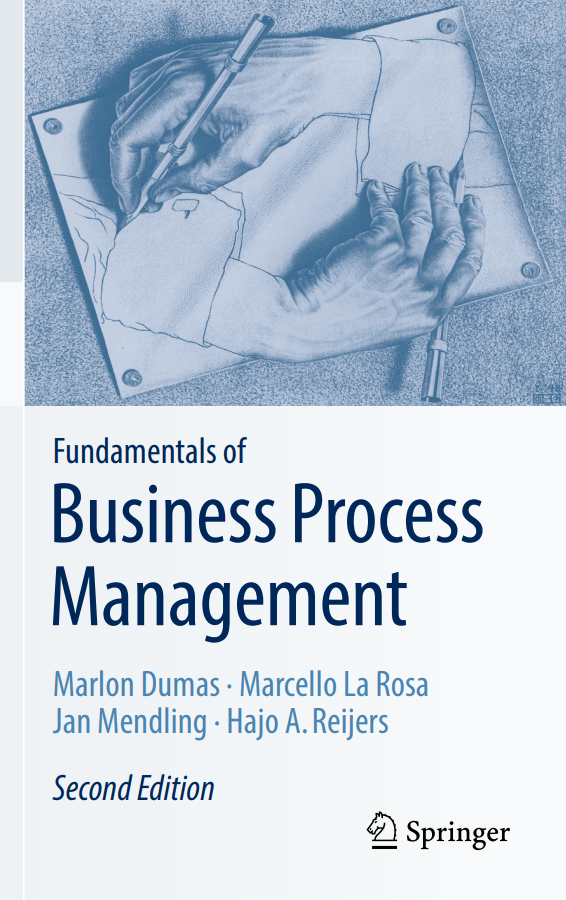 Fundamentals of
Business Process
Management
Marlon Dumas · Marcello La Rosa
Jan Mendling · Hajo A. Reijers
Second Edition
Springer